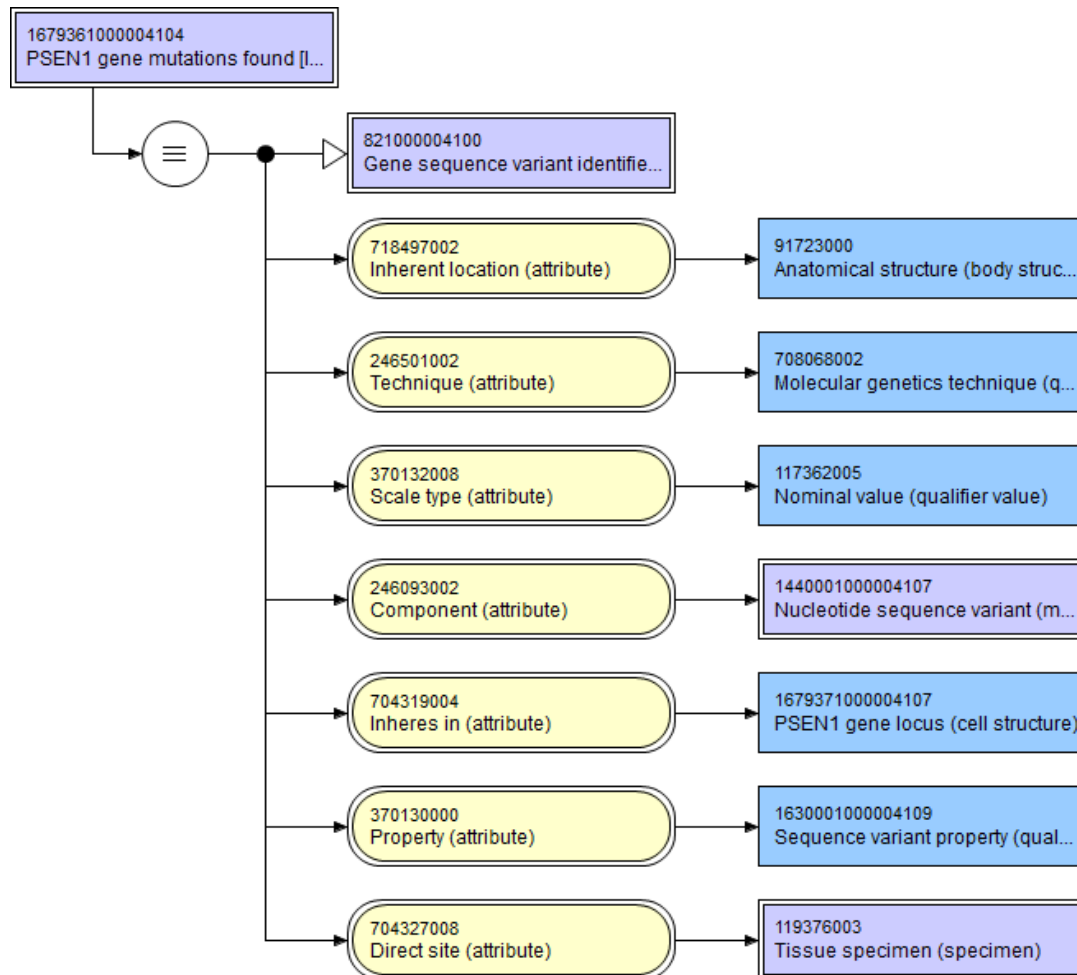 1679361000004104
PSEN1 gene mutations found [l...
821000004100
Gene sequence variant identifie...
718497002
Inherent location (attribute)
91723000
Anatomical structure (body struc...
246501002
Technique (attribute)
708068002
Molecular genetics technique (q...
370132008
Scale type (attribute)
117362005
Nominal value (qualifier value)
246093002
Component (attribute)
1440001000004107
Nucleotide sequence variant (m...
704319004
Inheres in (attribute)
1679371000004107
PSEN1 gene locus (cell structure)
370130000
Property (attribute)
1630001000004109
Sequence variant property (qual...
704327008
Direct site (attribute)
119376003
Tissue specimen (specimen)